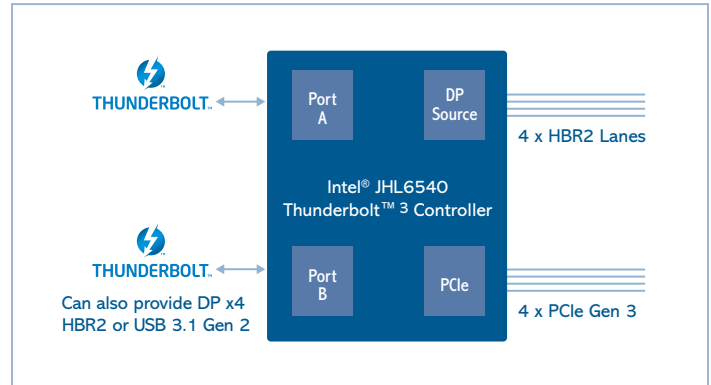 THUNDERBOLT™
Port
A
DP
Source
4 x HBR2 Lanes
Intel® JHL6540
Thunderbolt™ 3 Controller
THUNDERBOLT™
Can also provide DP x4
HBR2 or USB 3.1 Gen 2
Port
B
PCIe
4 x PCIe Gen 3